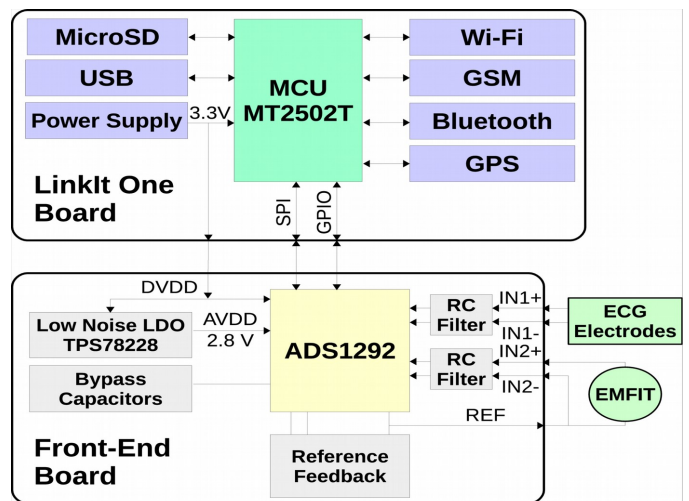 MicroSD
USB
Power Supply
3.3V
MCU
MT2502T
Wi-Fi
GSM
Bluetooth
GPS
LinkIt One
Board
SPI
GPIO
DVDD
Low Noise LDO
TPS78228
AVDD
2.8 V
Bypass
Capacitors
ADS1292
RC
Filter
IN1+
IN1-
ECG
Electrodes
RC
Filter
IN2+
IN2-
EMFIT
REF
Reference
Feedback
Front-End
Board